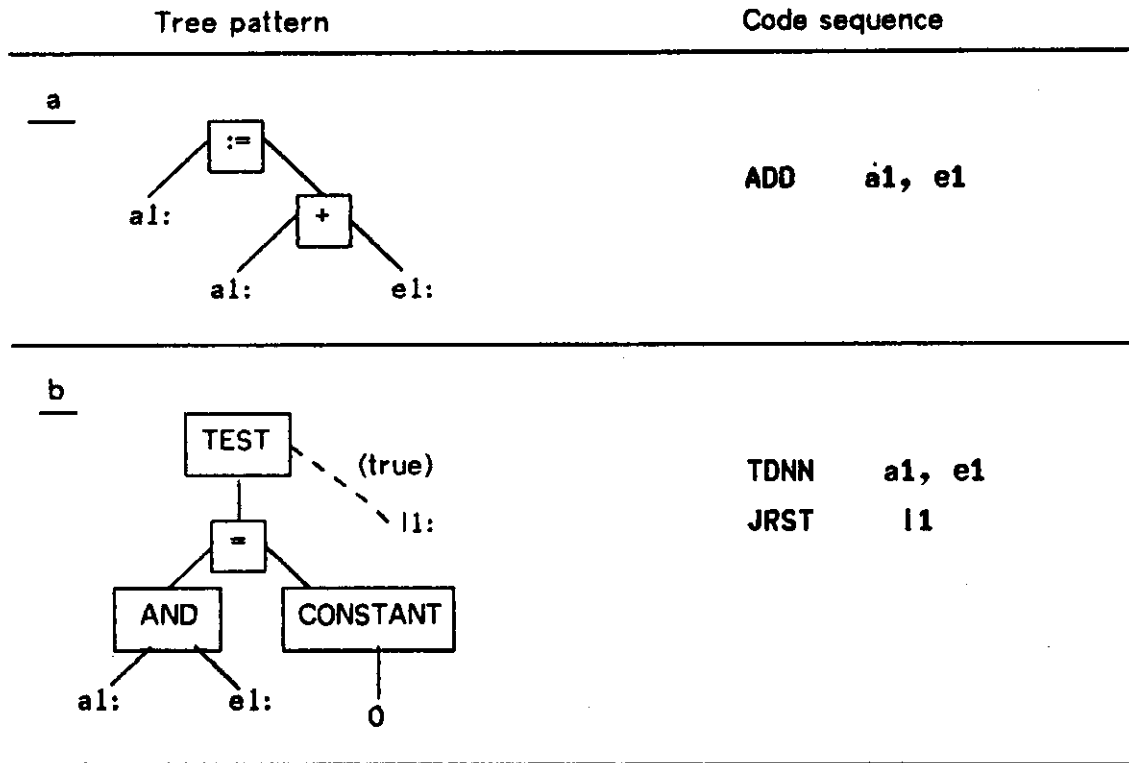 Tree pattern Code sequence
a
:=
a1: + ADD a1, e1
a1: e1:
b
TEST
(true) TDNN a1, e1
l1: JRST l1
=
AND CONSTANT
a1: e1:
0